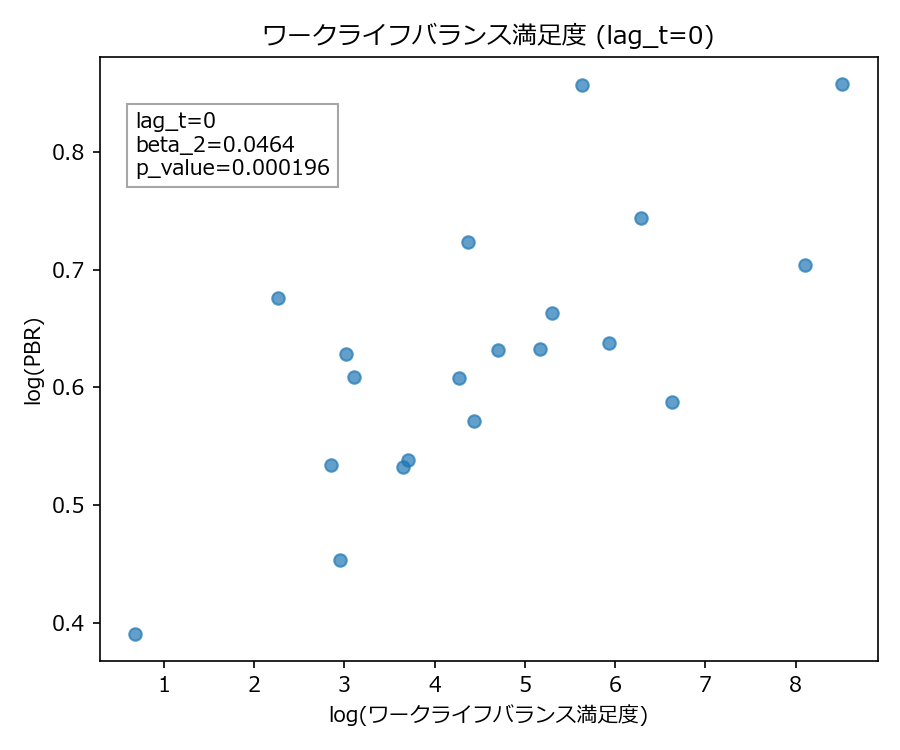 ワークライフバランス満足度 (lag_t=0)
lag_t=0
beta_2=0.0464
p_value=0.000196
log(PBR)
0.8
0.7
0.6
0.5
0.4
1 2 3 4 5 6 7 8
log(ワークライフバランス満足度)